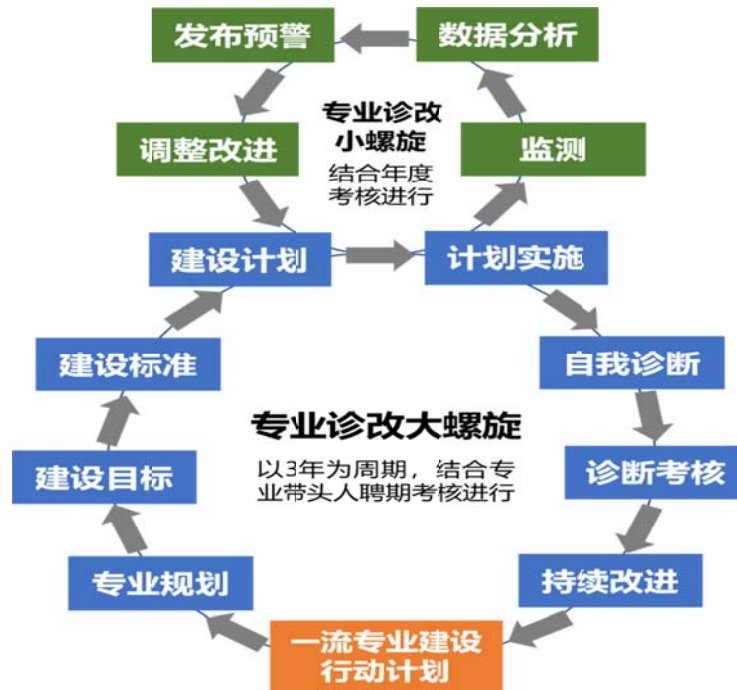 发布预警
数据分析
调整改进
专业诊改
小螺旋
结合年度
考核进行
监测
建设计划
计划实施
建设标准
自我诊断
专业诊改大螺旋
以3年为周期，结合专
业带头人聘期考核进行
建设目标
诊断考核
专业规划
持续改进
一流专业建设
行动计划